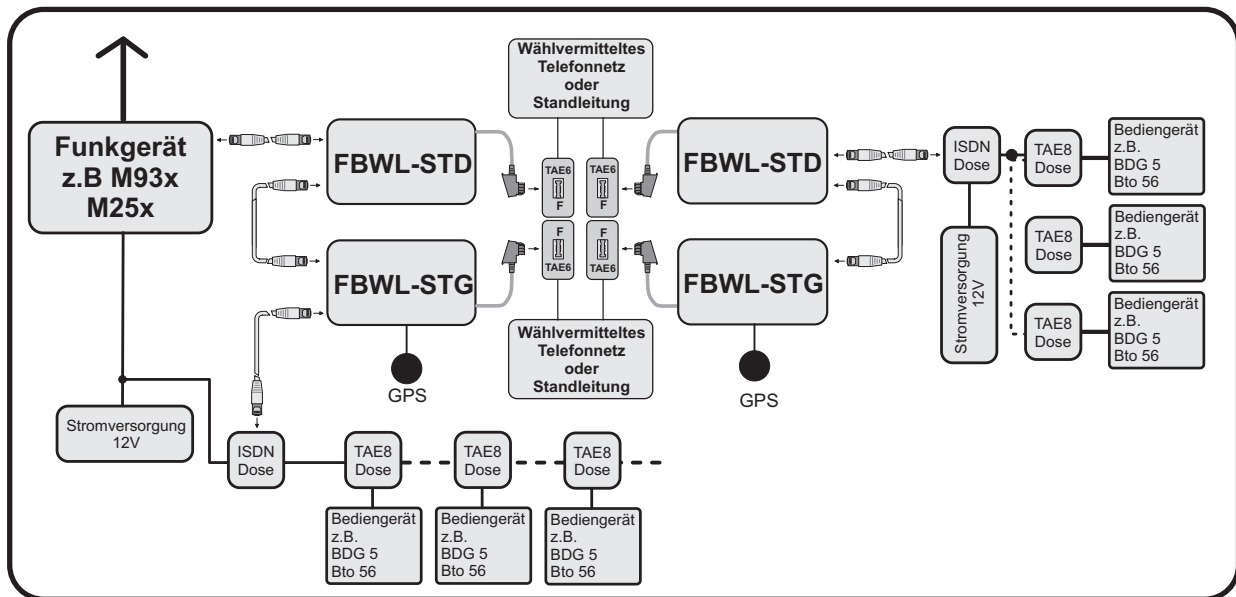 Funkgerät
z.B M93x
M25x
Stromversorgung
12V
FBWL-STD
FBWL-STG
GPS
Wählvermitteltes
Telefonnetz
oder
Standleitung
TAE6
F
TAE6
F
F
TAE6
F
TAE6
Wählvermitteltes
Telefonnetz
oder
Standleitung
FBWL-STD
FBWL-STG
GPS
ISDN
Dose
Stromversorgung
12V
TAE8
Dose
Bediengerät
z.B.
BDG 5
Bto 56
TAE8
Dose
Bediengerät
z.B.
BDG 5
Bto 56
TAE8
Dose
Bediengerät
z.B.
BDG 5
Bto 56
ISDN
Dose
TAE8
Dose
TAE8
Dose
TAE8
Dose
Bediengerät
z.B.
BDG 5
Bto 56
Bediengerät
z.B.
BDG 5
Bto 56
Bediengerät
z.B.
BDG 5
Bto 56